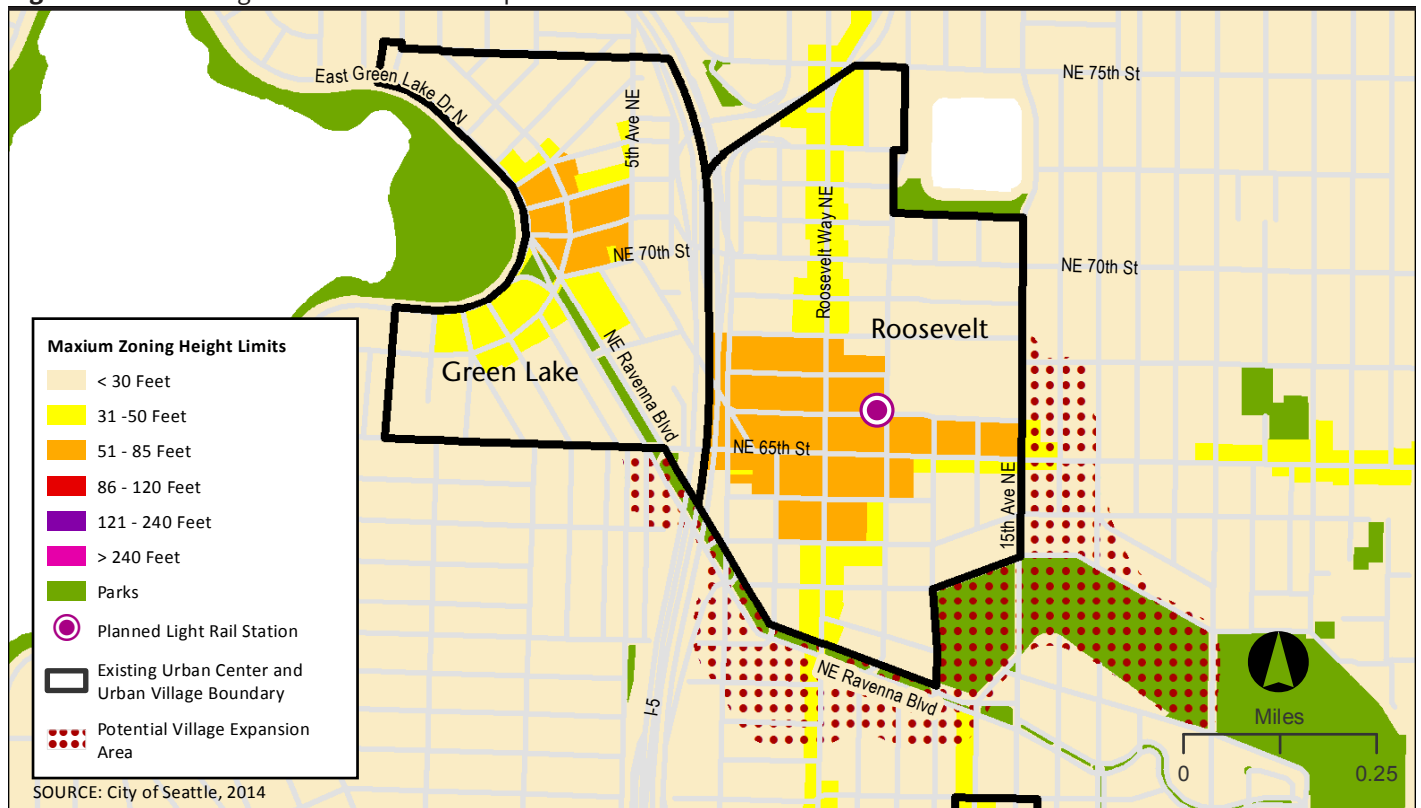 East Green Lake Dr N
5th Ave NE
NE 75th St
Roosevelt Way NE
NE 70th St
NE 70th St
Roosevelt
NE Ravenna Blvd
Green Lake
NE 65th St
15th Ave NE
NE Ravenna Blvd
I-5
Maxium Zoning Height Limits
< 30 Feet
31 -50 Feet
51 - 85 Feet
86 - 120 Feet
121 - 240 Feet
> 240 Feet
Parks
Planned Light Rail Station
Existing Urban Center and
Urban Village Boundary
Potential Village Expansion
Area
SOURCE: City of Seattle, 2014
Miles
0
0.25